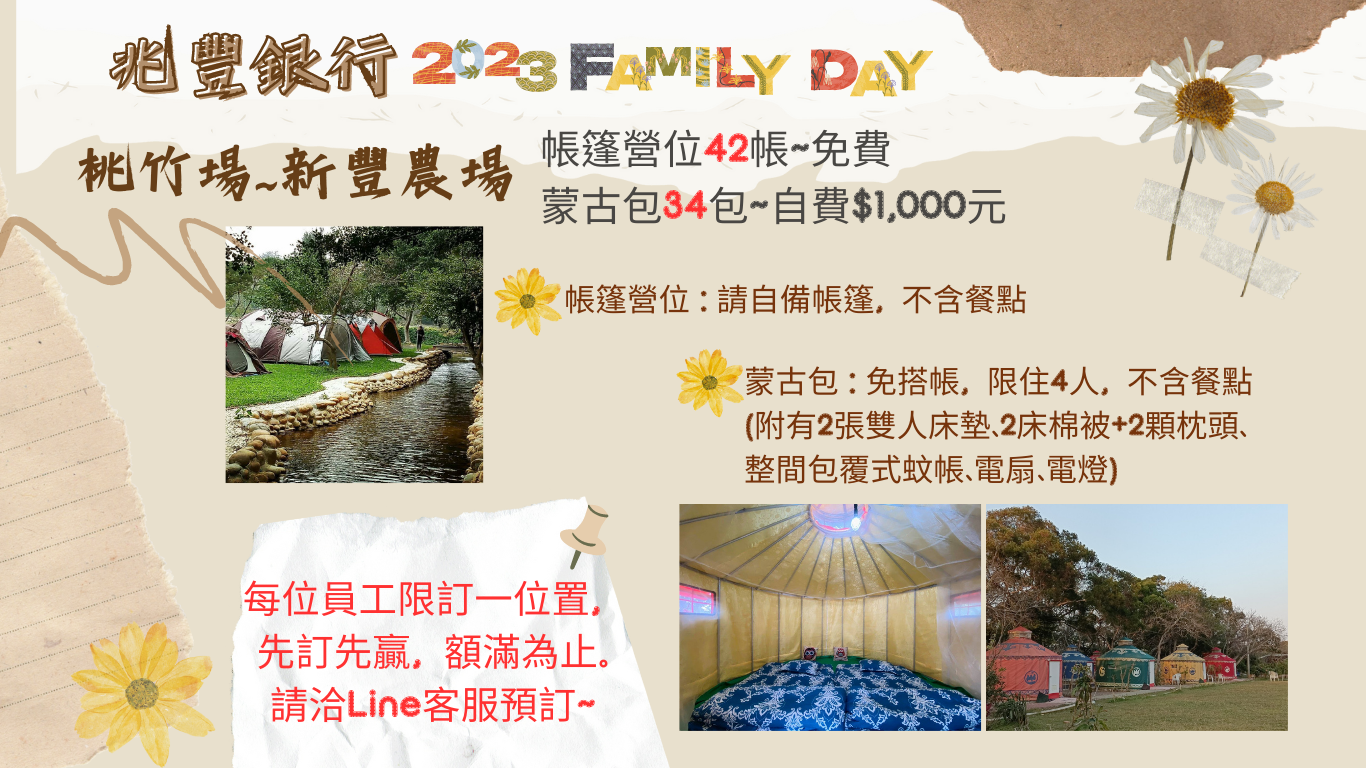 兆豐銀行 2023 FAMILY DAY
桃竹場~新豐農場
帳篷營位42帳~免費
蒙古包34包~自費$1,000元
帳篷營位：請自備帳篷，不含餐點
蒙古包：免搭帳，限住4人，不含餐點
(附有2張雙人床墊、2床棉被+2顆枕頭、
整間包覆式蚊帳、電扇、電燈)
每位員工限訂一位置，
先訂先贏，額滿為止。
請洽Line客服預訂~